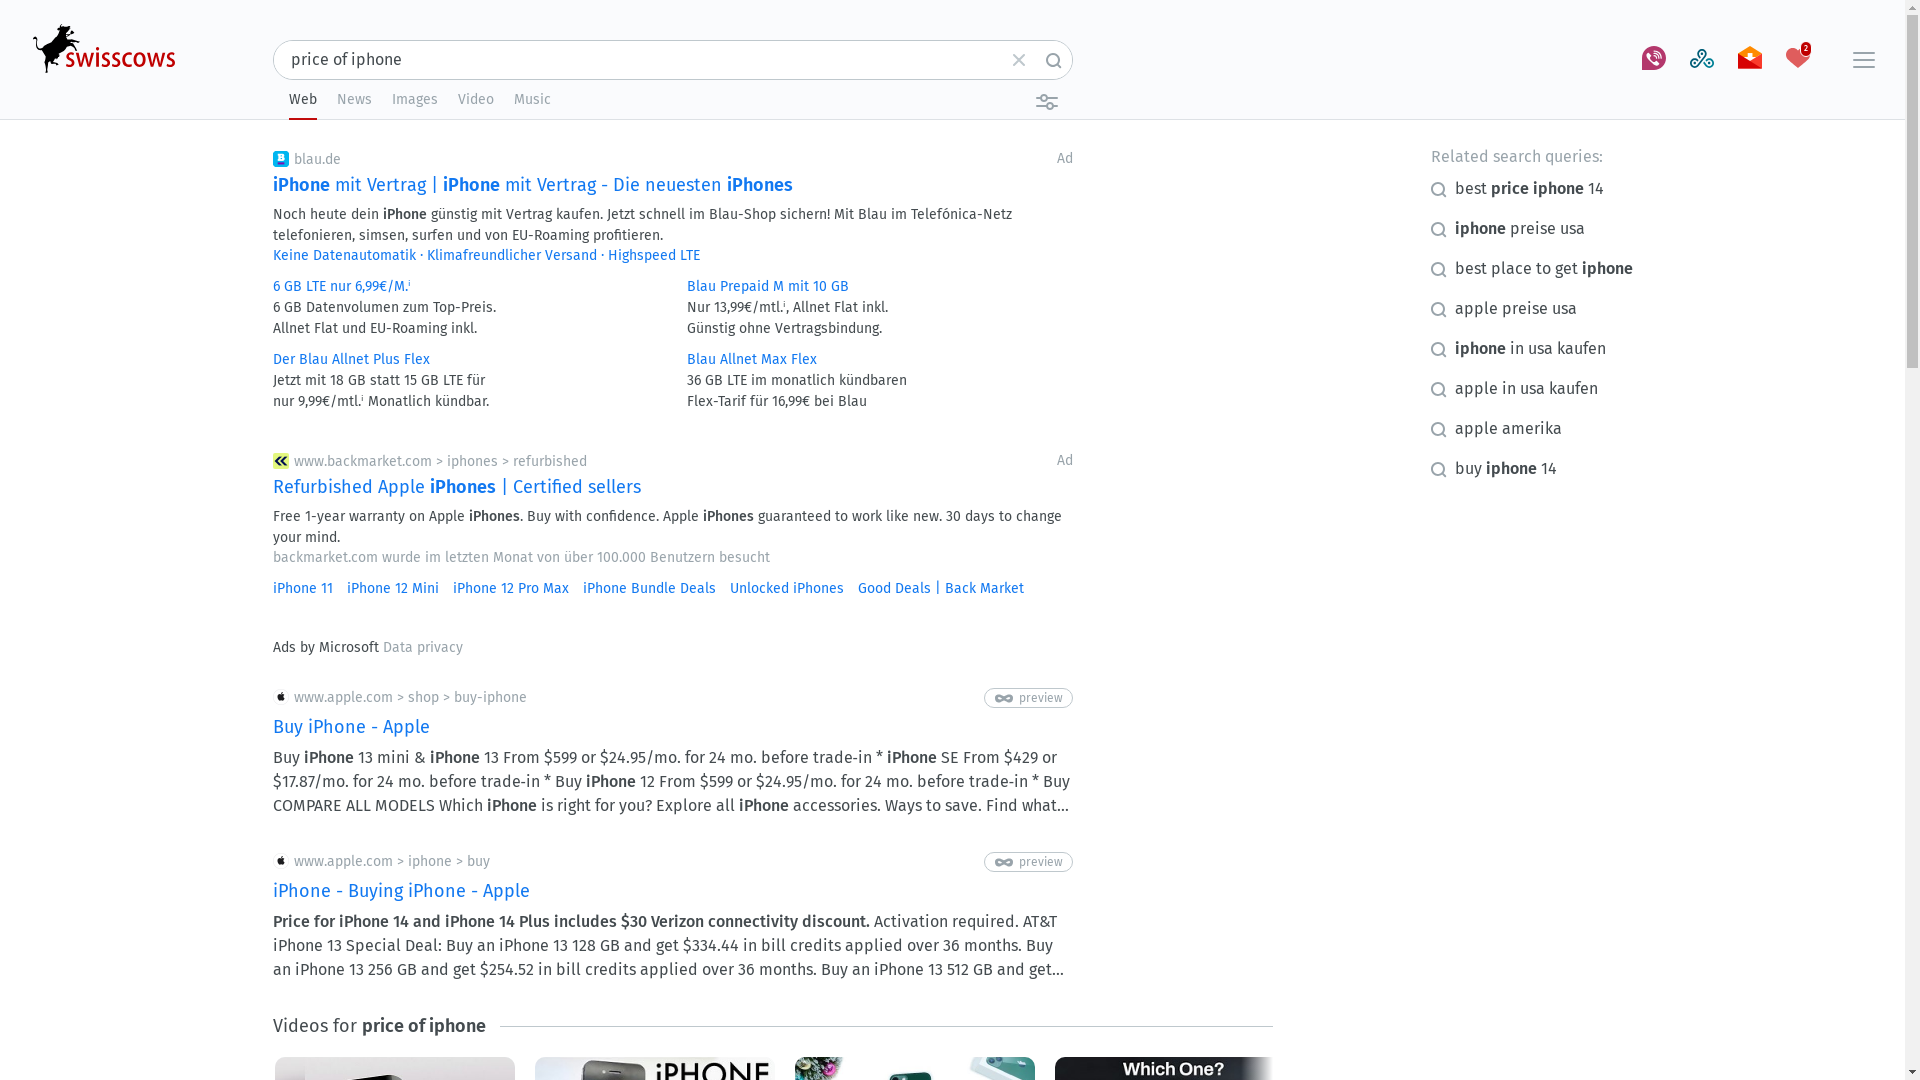 swisscows
price of iphone
2
Web News Images Video Music
blau.de
Ad
iPhone mit Vertrag | iPhone mit Vertrag - Die neuesten iPhones
Noch heute dein iPhone günstig mit Vertrag kaufen. Jetzt schnell im Blau-Shop sichern! Mit Blau im Telefónica-Netz
telefonieren, simsen, surfen und von EU-Roaming profitieren.
Keine Datenautomatik · Klimafreundlicher Versand · Highspeed LTE
6 GB LTE nur 6,99€/M.ⁱ
6 GB Datenvolumen zum Top-Preis.
Allnet Flat und EU-Roaming inkl.
Blau Prepaid M mit 10 GB
Nur 13,99€/mtl.ⁱ, Allnet Flat inkl.
Günstig ohne Vertragsbindung.
Der Blau Allnet Plus Flex
Jetzt mit 18 GB statt 15 GB LTE für
nur 9,99€/mtl.ⁱ Monatlich kündbar.
Blau Allnet Max Flex
36 GB LTE im monatlich kündbaren
Flex-Tarif für 16,99€ bei Blau
www.backmarket.com > iphones > refurbished
Ad
Refurbished Apple iPhones | Certified sellers
Free 1-year warranty on Apple iPhones. Buy with confidence. Apple iPhones guaranteed to work like new. 30 days to change
your mind.
backmarket.com wurde im letzten Monat von über 100.000 Benutzern besucht
iPhone 11 iPhone 12 Mini iPhone 12 Pro Max iPhone Bundle Deals Unlocked iPhones Good Deals | Back Market
Ads by Microsoft Data privacy
www.apple.com > shop > buy-iphone
preview
Buy iPhone - Apple
Buy iPhone 13 mini & iPhone 13 From $599 or $24.95/mo. for 24 mo. before trade-in * iPhone SE From $429 or
$17.87/mo. for 24 mo. before trade-in * Buy iPhone 12 From $599 or $24.95/mo. for 24 mo. before trade-in * Buy
COMPARE ALL MODELS Which iPhone is right for you? Explore all iPhone accessories. Ways to save. Find what...
www.apple.com > iphone > buy
preview
iPhone - Buying iPhone - Apple
Price for iPhone 14 and iPhone 14 Plus includes $30 Verizon connectivity discount. Activation required. AT&T
iPhone 13 Special Deal: Buy an iPhone 13 128 GB and get $334.44 in bill credits applied over 36 months. Buy
an iPhone 13 256 GB and get $254.52 in bill credits applied over 36 months. Buy an iPhone 13 512 GB and get...
Videos for price of iphone
iPHONE
Which One?
Related search queries:
best price iphone 14
iphone preise usa
best place to get iphone
apple preise usa
iphone in usa kaufen
apple in usa kaufen
apple amerika
buy iphone 14